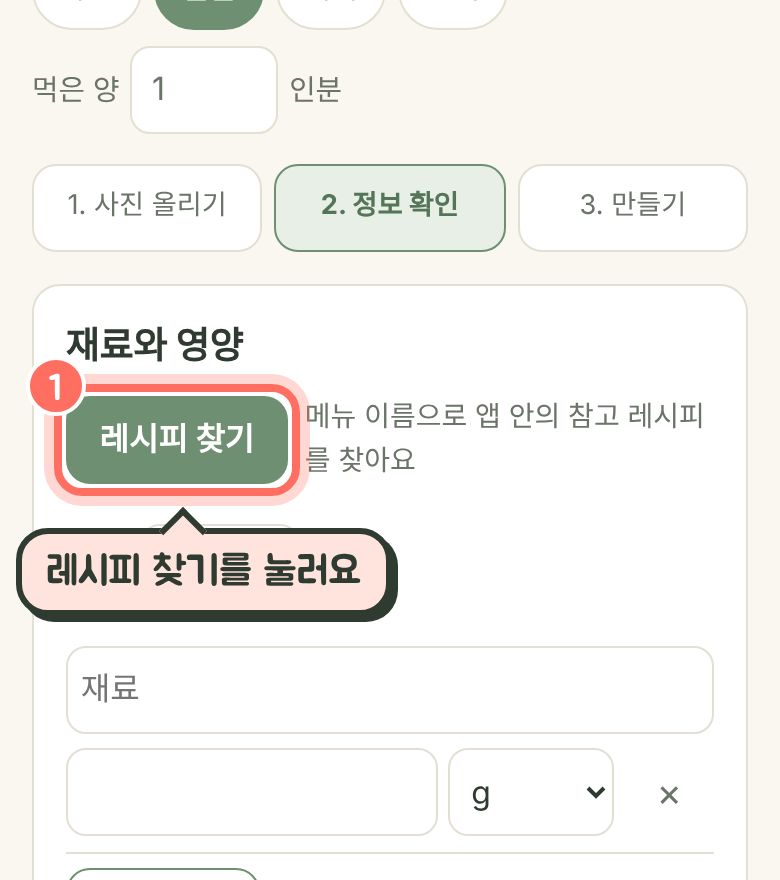 먹은 양 1 인분
1. 사진 올리기 2. 정보 확인 3. 만들기
재료와 영양
1
레시피 찾기
메뉴 이름으로 앱 안의 참고 레시피
를 찾아요
레시피 찾기를 눌러요
재료
g ×